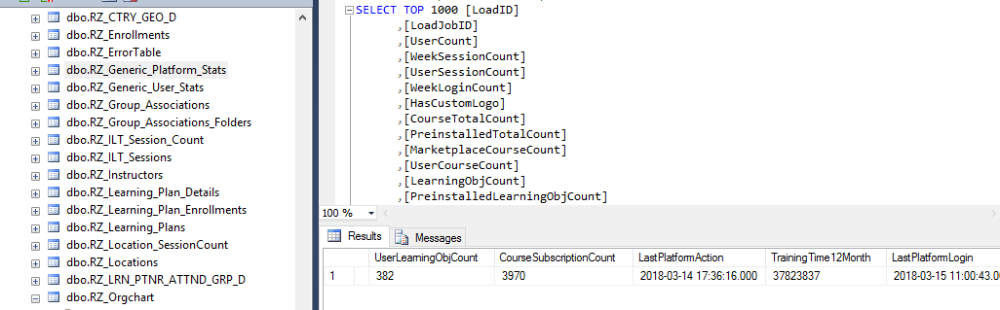 dbo.RZ_CTRY_GEO_D
dbo.RZ_Enrollments
dbo.RZ_ErrorTable
dbo.RZ_Generic_Platform_Stats
dbo.RZ_Generic_User_Stats
dbo.RZ_Group_Associations
dbo.RZ_Group_Associations_Folders
dbo.RZ_ILT_Session_Count
dbo.RZ_ILT_Sessions
dbo.RZ_Instructors
dbo.RZ_Learning_Plan_Details
dbo.RZ_Learning_Plan_Enrollments
dbo.RZ_Learning_Plans
dbo.RZ_Location_SessionCount
dbo.RZ_Locations
dbo.RZ_LRN_PTNR_ATTND_GRP_D
dbo.RZ_Orgchart
SELECT TOP 1000 [LoadID]
,[LoadJobID]
,[UserCount]
,[WeekSessionCount]
,[UserSessionCount]
,[WeekLoginCount]
,[HasCustomLogo]
,[CourseTotalCount]
,[PreinstalledTotalCount]
,[MarketplaceCourseCount]
,[UserCourseCount]
,[LearningObjCount]
,[PreinstalledLearningObjCount]
100 %
Results Messages
UserLearningObjCount CourseSubscriptionCount LastPlatformAction TrainingTime12Month LastPlatformLogin
1 382 3970 2018-03-14 17:36:16.000 37823837 2018-03-15 11:00:43.0